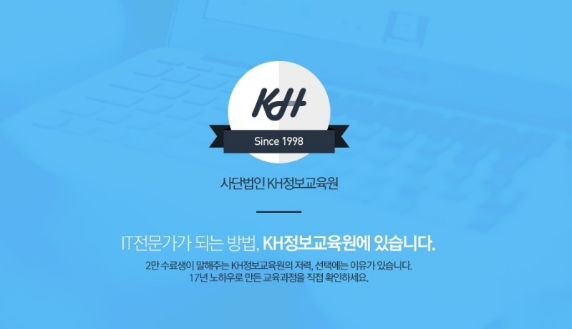 KH
Since 1998
사단법인 KH정보교육원
IT전문가가 되는 방법, KH정보교육원에 있습니다.
2만 수료생이 말해주는 KH정보교육원의 저력, 선택에는 이유가 있습니다.
17년 노하우로 만든 교육과정을 직접 확인하세요.